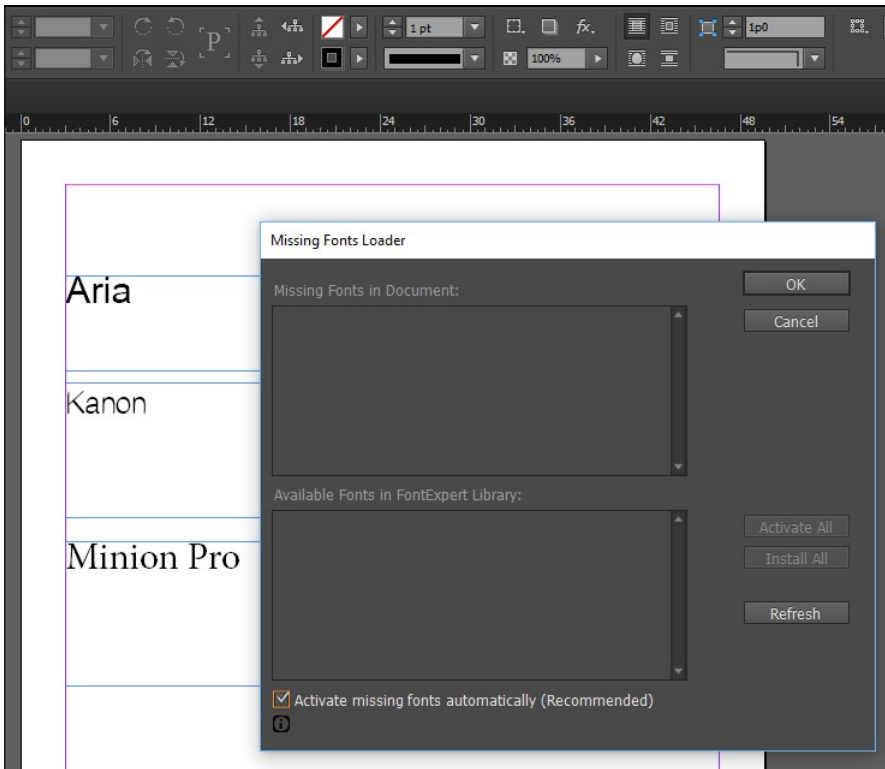 1 pt
fx.
1p0
P
100%
0 6 12 18 24 30 36 42 48 54
Missing Fonts Loader
Aria
Missing Fonts in Document:
OK
Cancel
Kanon
Available Fonts in FontExpert Library:
Minion Pro
Activate All
Install All
Refresh
Activate missing fonts automatically (Recommended)